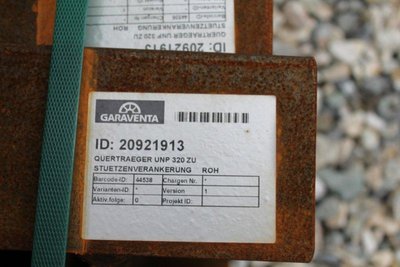 ID: 20921913
QUERTRAEGER UNP 320 ZU
STUETZENVERANKERUNG ROH
GARAVENTA
ID: 20921913
QUERTRAEGER UNP 320 ZU
STUETZENVERANKERUNG ROH
Barcode-ID: 44538 Chargen Nr. *
Varianten-ID: * Version 1
Aktiv.folge: 0 Projekt ID: